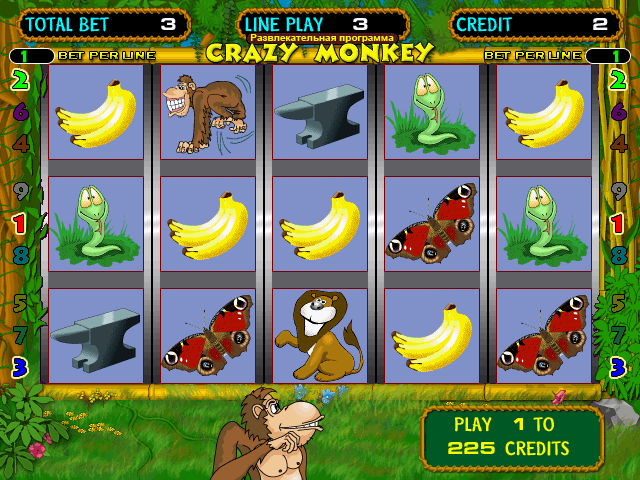 TOTAL BET 3
LINE PLAY 3
CREDIT 2
Развлекательная программа
1 BET PER LINE
CRAZY MONKEY
BET PER LINE 1
2 2
6 6
4 4
9 9
1 1
8 8
5 5
7 7
3 3
PLAY 1 TO
225 CREDITS